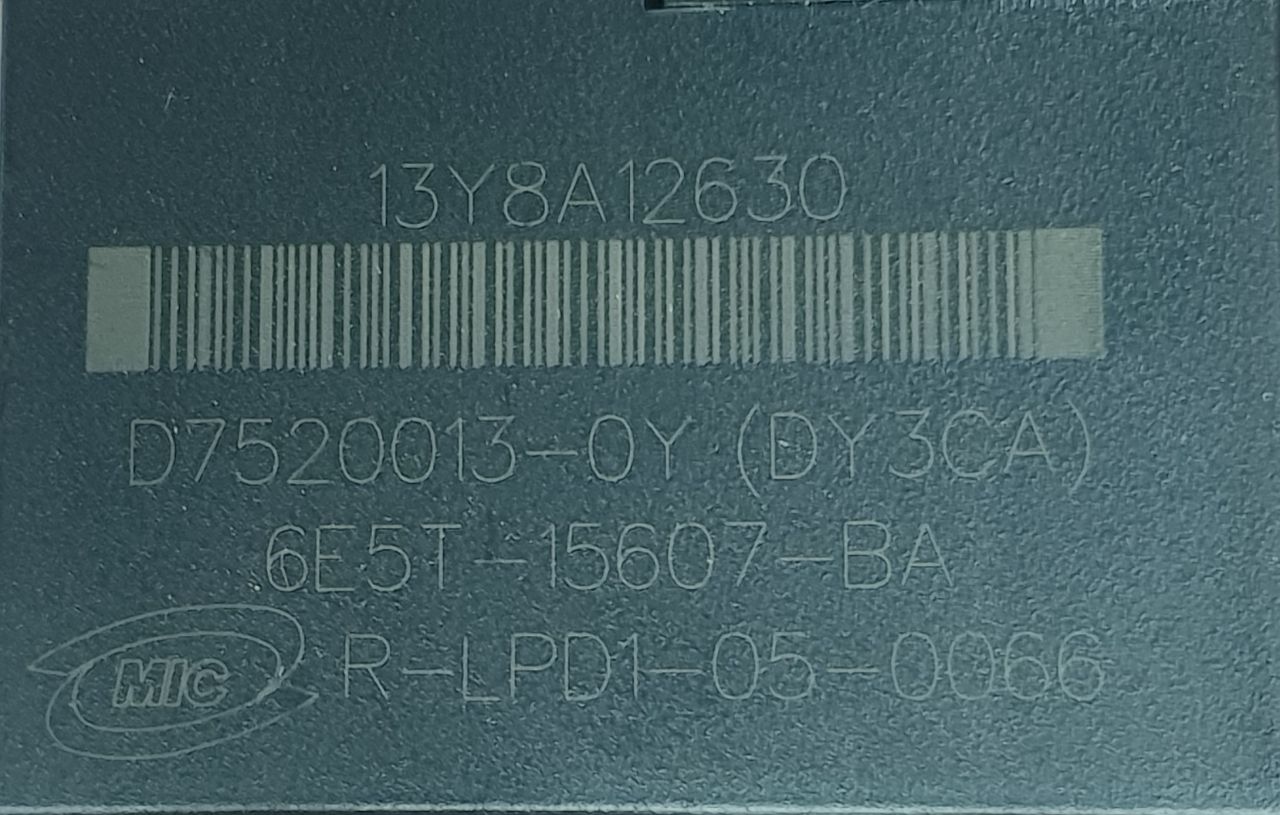 13Y8A12630
D7520013-0Y (DY3CA)
6E5T-15607-BA
MIC R-LPD1-05-0066